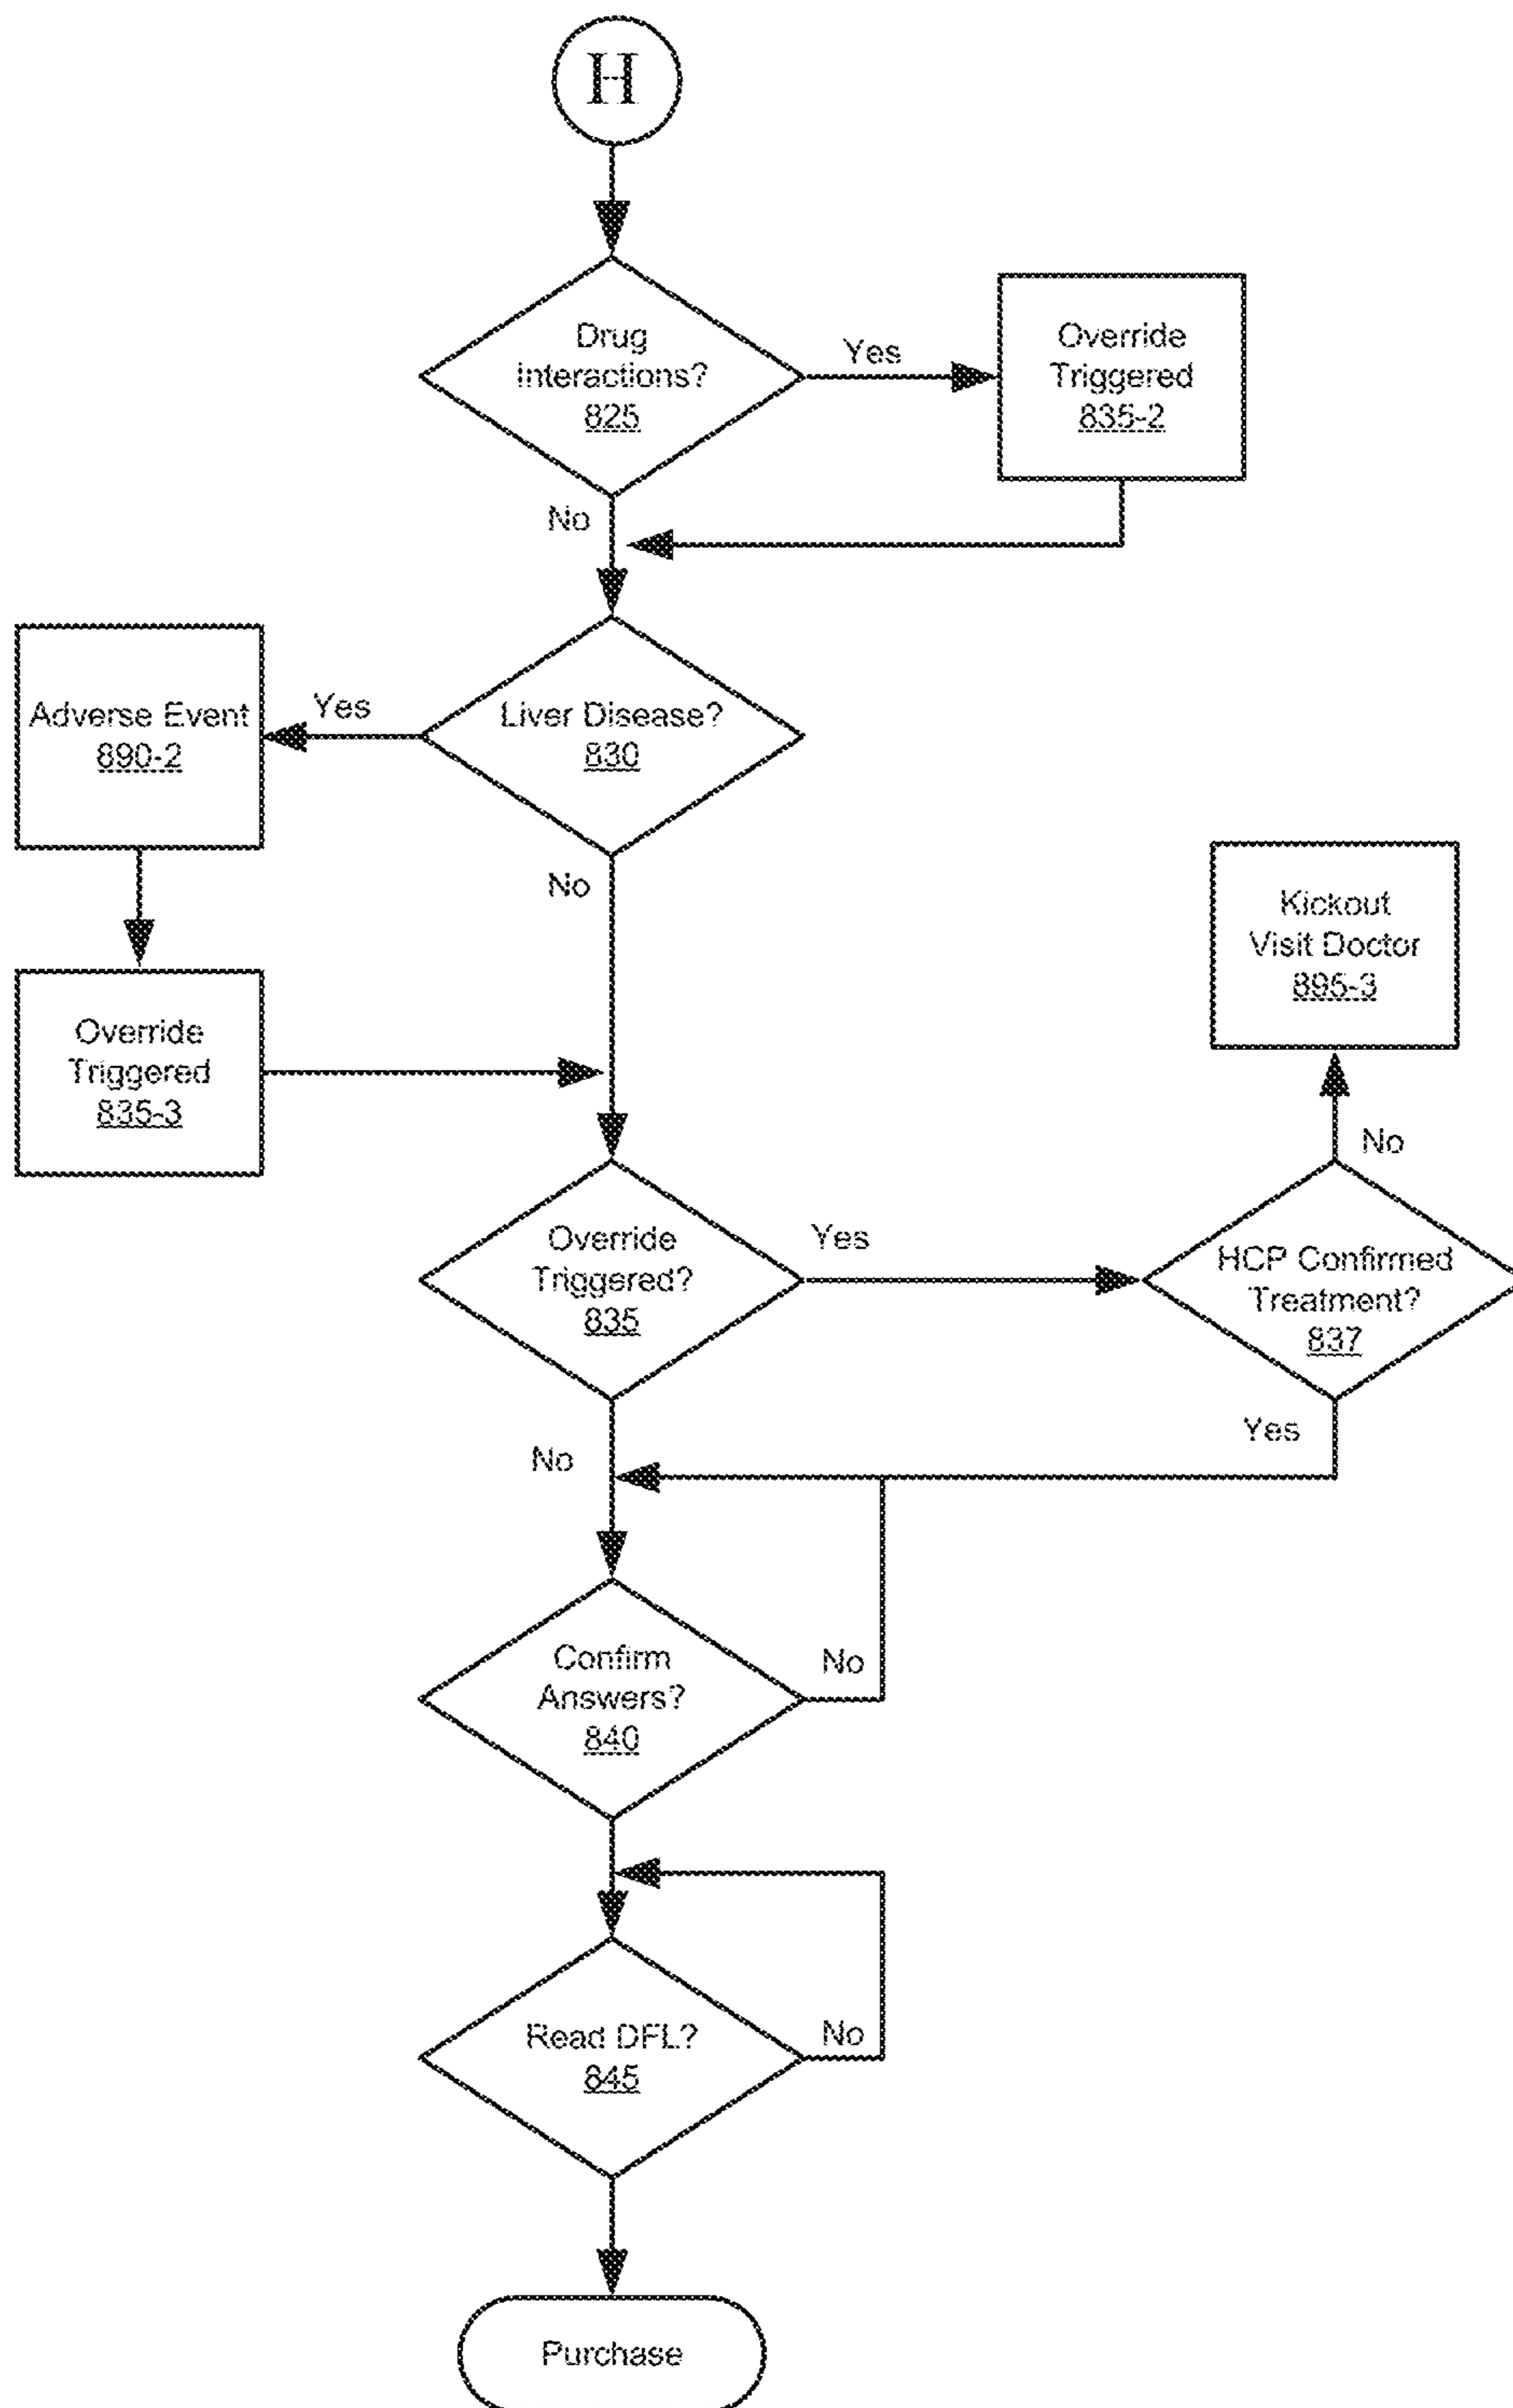 H
Drug
Interactions?
825
Yes
Override
Triggered
835-2
No
Adverse Event
890-2
Yes
Liver Disease?
830
No
Kickout
Visit Doctor
895-3
Override
Triggered
835-3
No
Override
Triggered?
835
Yes
HCP Confirmed
Treatment?
837
No
Yes
Confirm
Answers?
840
No
Read DFL?
845
No
Purchase